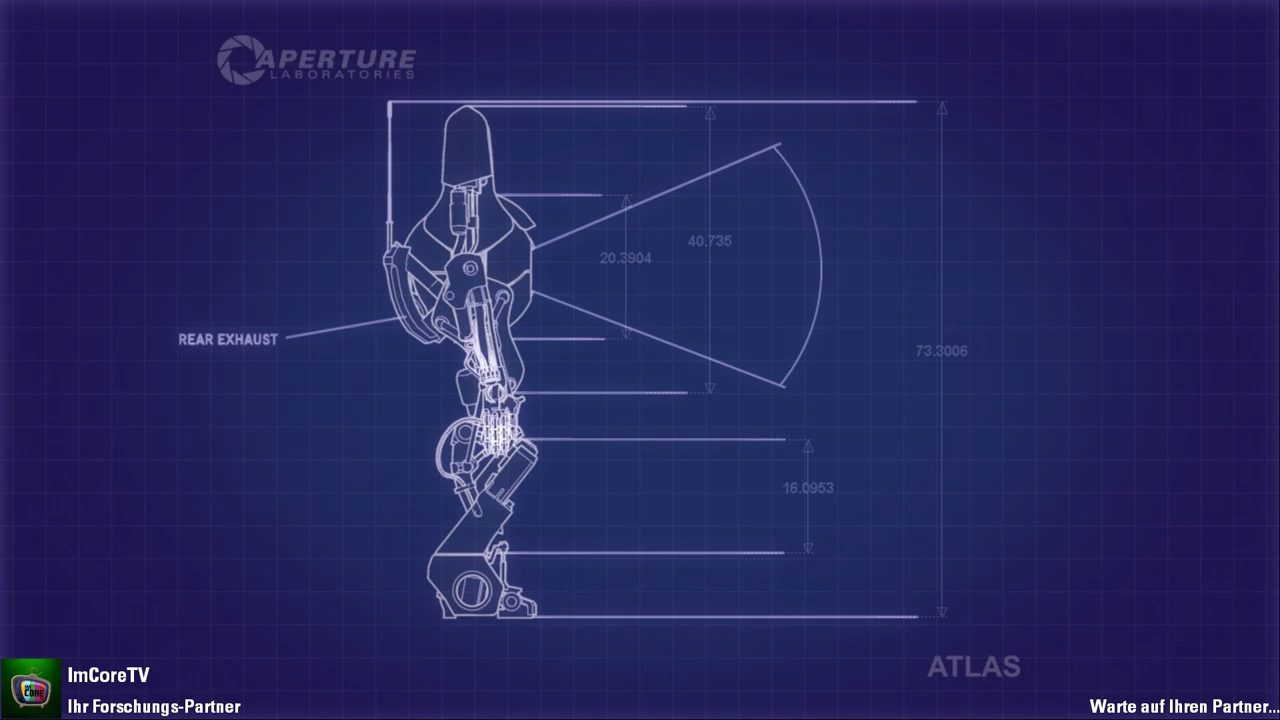 APERTURE
LABORATORIES
40.735
20.3904
REAR EXHAUST
73.3006
16.0953
ATLAS
ImCoreTV
Ihr Forschungs-Partner
Warte auf Ihren Partner...